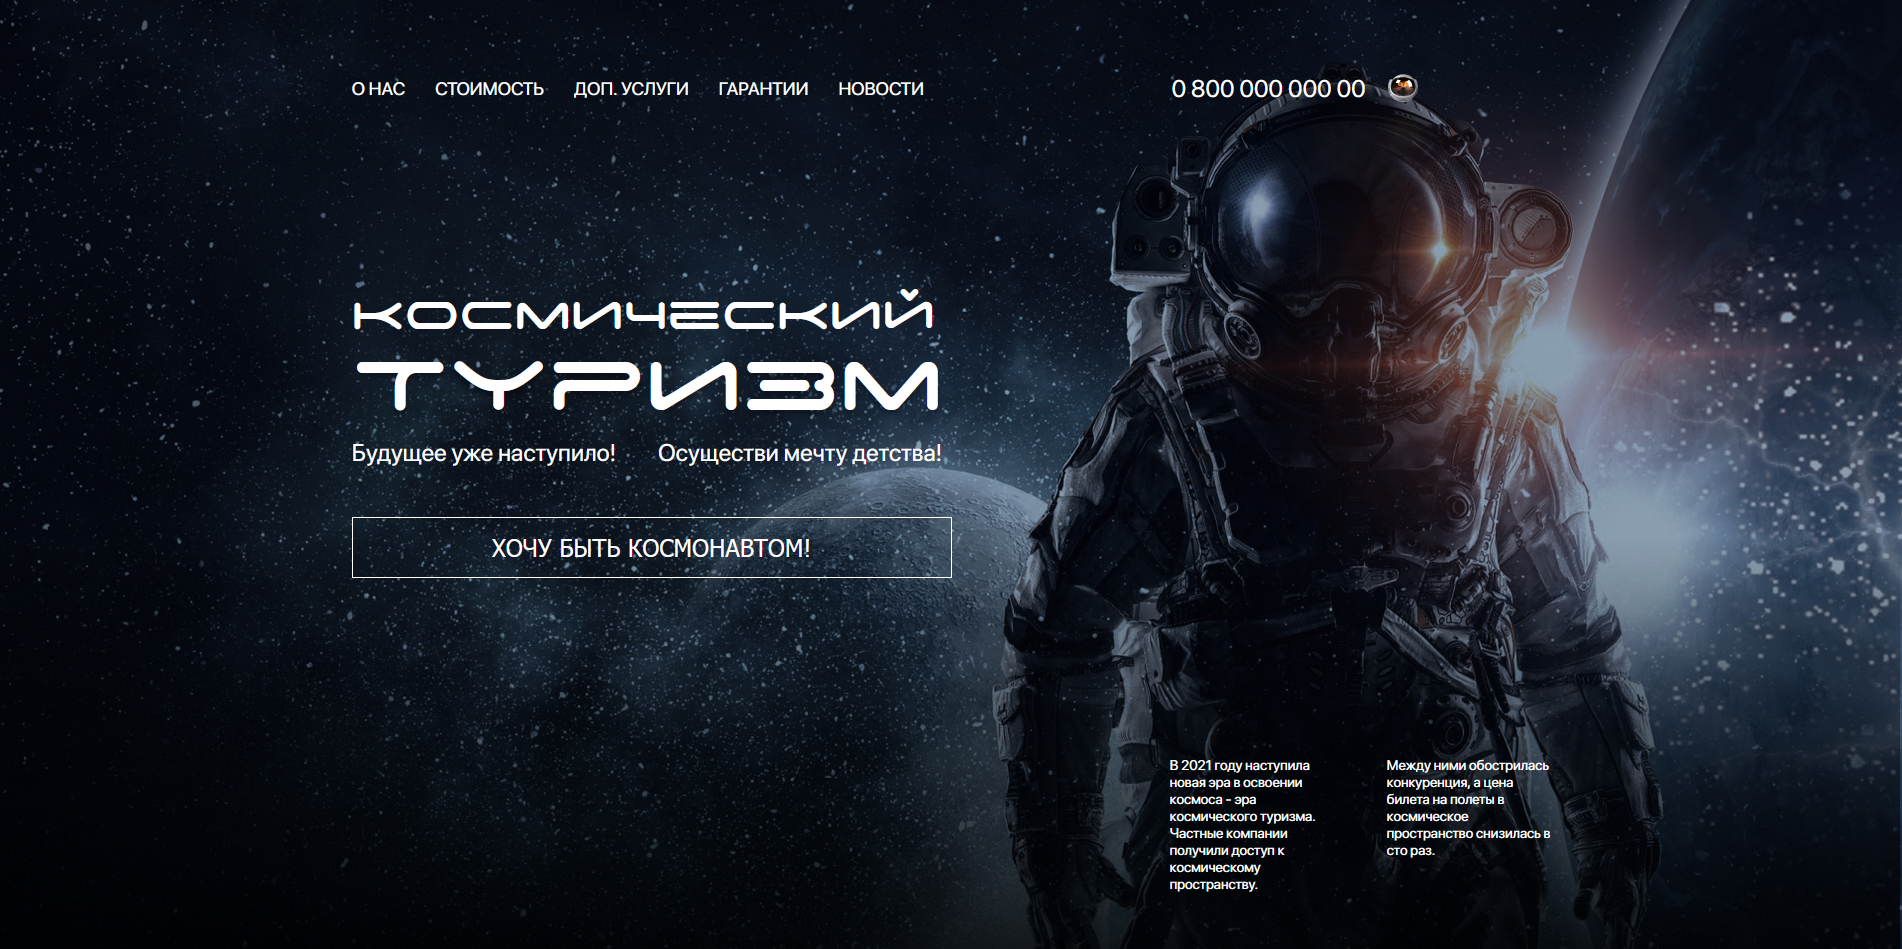 О НАС СТОИМОСТЬ ДОП. УСЛУГИ ГАРАНТИИ НОВОСТИ 0 800 000 000 00
КОСМИЧЕСКИЙ
ТУРИЗМ
Будущее уже наступило! Осуществи мечту детства!
ХОЧУ БЫТЬ КОСМОНАВТОМ!
В 2021 году наступила
новая эра в освоении
космоса - эра
космического туризма.
Частные компании
получили доступ к
космическому
пространству.
Между ними обострилась
конкуренция, а цена
билета на полеты в
космическое
пространство снизилась в
сто раз.